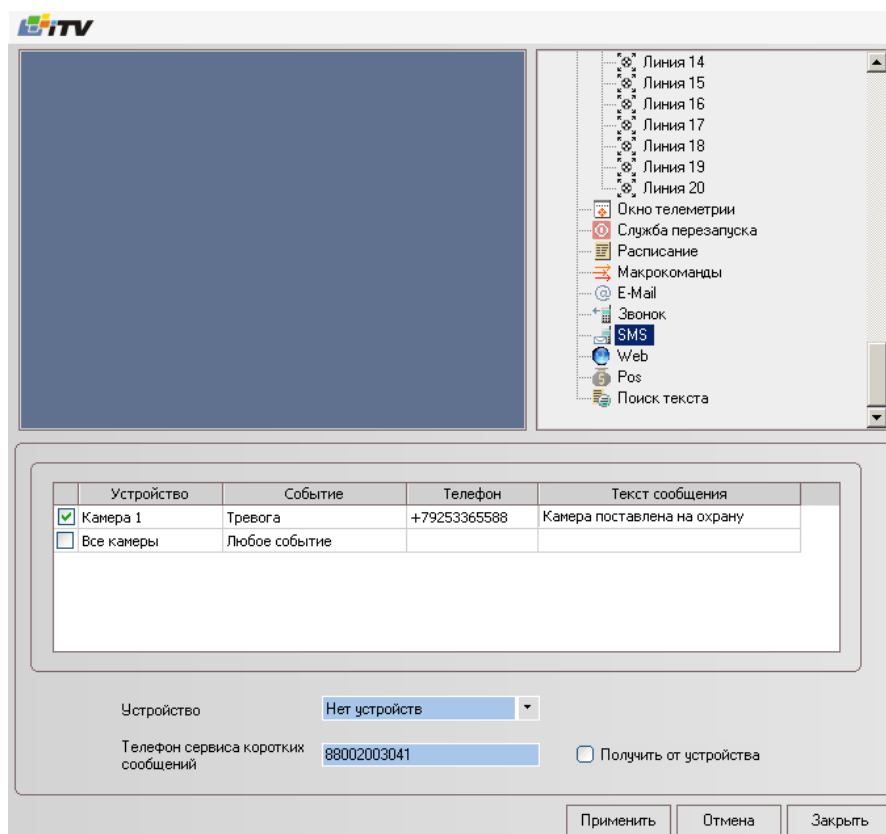 iTV
Линия 14
Линия 15
Линия 16
Линия 17
Линия 18
Линия 19
Линия 20
Окно телеметрии
Служба перезапуска
Расписание
Макрокоманды
E-Mail
Звонок
SMS
Web
Pos
Поиск текста
Устройство Событие Телефон Текст сообщения
Камера 1 Тревога +79253365588 Камера поставлена на охрану
Все камеры Любое событие
Устройство Нет устройств
Телефон сервиса коротких
сообщений 88002003041 Получить от устройства
Применить Отмена Закрыть